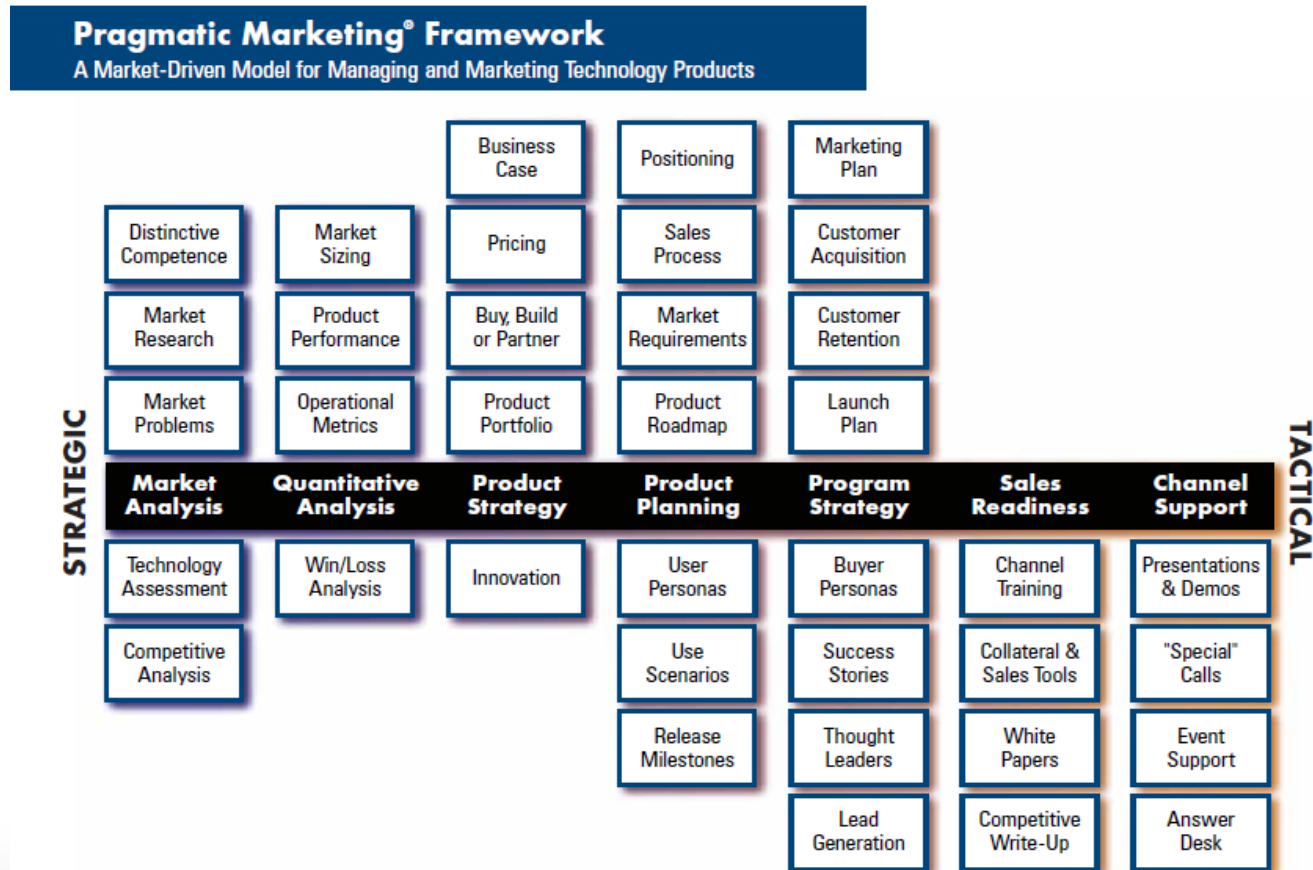 Pragmatic Marketing® Framework
A Market-Driven Model for Managing and Marketing Technology Products
Business
Case
Positioning
Marketing
Plan
Distinctive
Competence
Market
Sizing
Pricing
Sales
Process
Customer
Acquisition
Market
Research
Product
Performance
Buy, Build
or Partner
Market
Requirements
Customer
Retention
Market
Problems
Operational
Metrics
Product
Portfolio
Product
Roadmap
Launch
Plan
STRATEGIC
Market
Analysis
Quantitative
Analysis
Product
Strategy
Product
Planning
Program
Strategy
Sales
Readiness
Channel
Support
TACTICAL
Technology
Assessment
Win/Loss
Analysis
Innovation
User
Personas
Buyer
Personas
Channel
Training
Presentations
& Demos
Competitive
Analysis
Use
Scenarios
Success
Stories
Collateral &
Sales Tools
"Special"
Calls
Release
Milestones
Thought
Leaders
White
Papers
Event
Support
Lead
Generation
Competitive
Write-Up
Answer
Desk